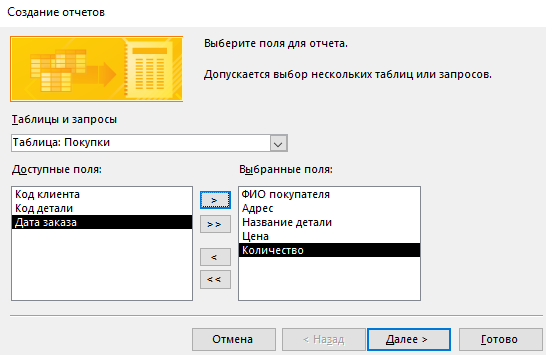 Создание отчетов
Выберите поля для отчета.
Допускается выбор нескольких таблиц или запросов.
Таблицы и запросы
Таблица: Покупки
Доступные поля:
Код клиента
Код детали
Дата заказа
>
>>
<
<<
Выбранные поля:
ФИО покупателя
Адрес
Название детали
Цена
Количество
Отмена
< Назад
Далее >
Готово